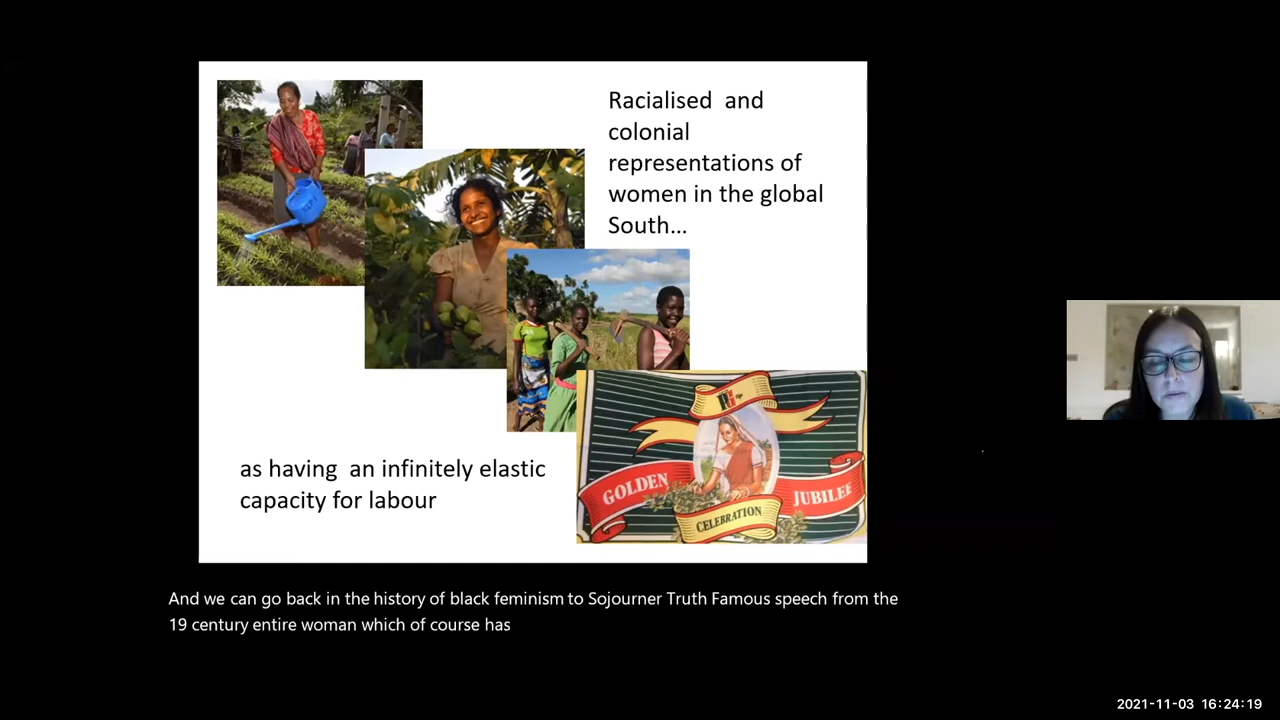 Racialised and
colonial
representations of
women in the global
South...
GOLDEN
CELEBRATION
JUBILEE
as having an infinitely elastic
capacity for labour
And we can go back in the history of black feminism to Sojourner Truth Famous speech from the
19 century entire woman which of course has
2021-11-03 16:24:19